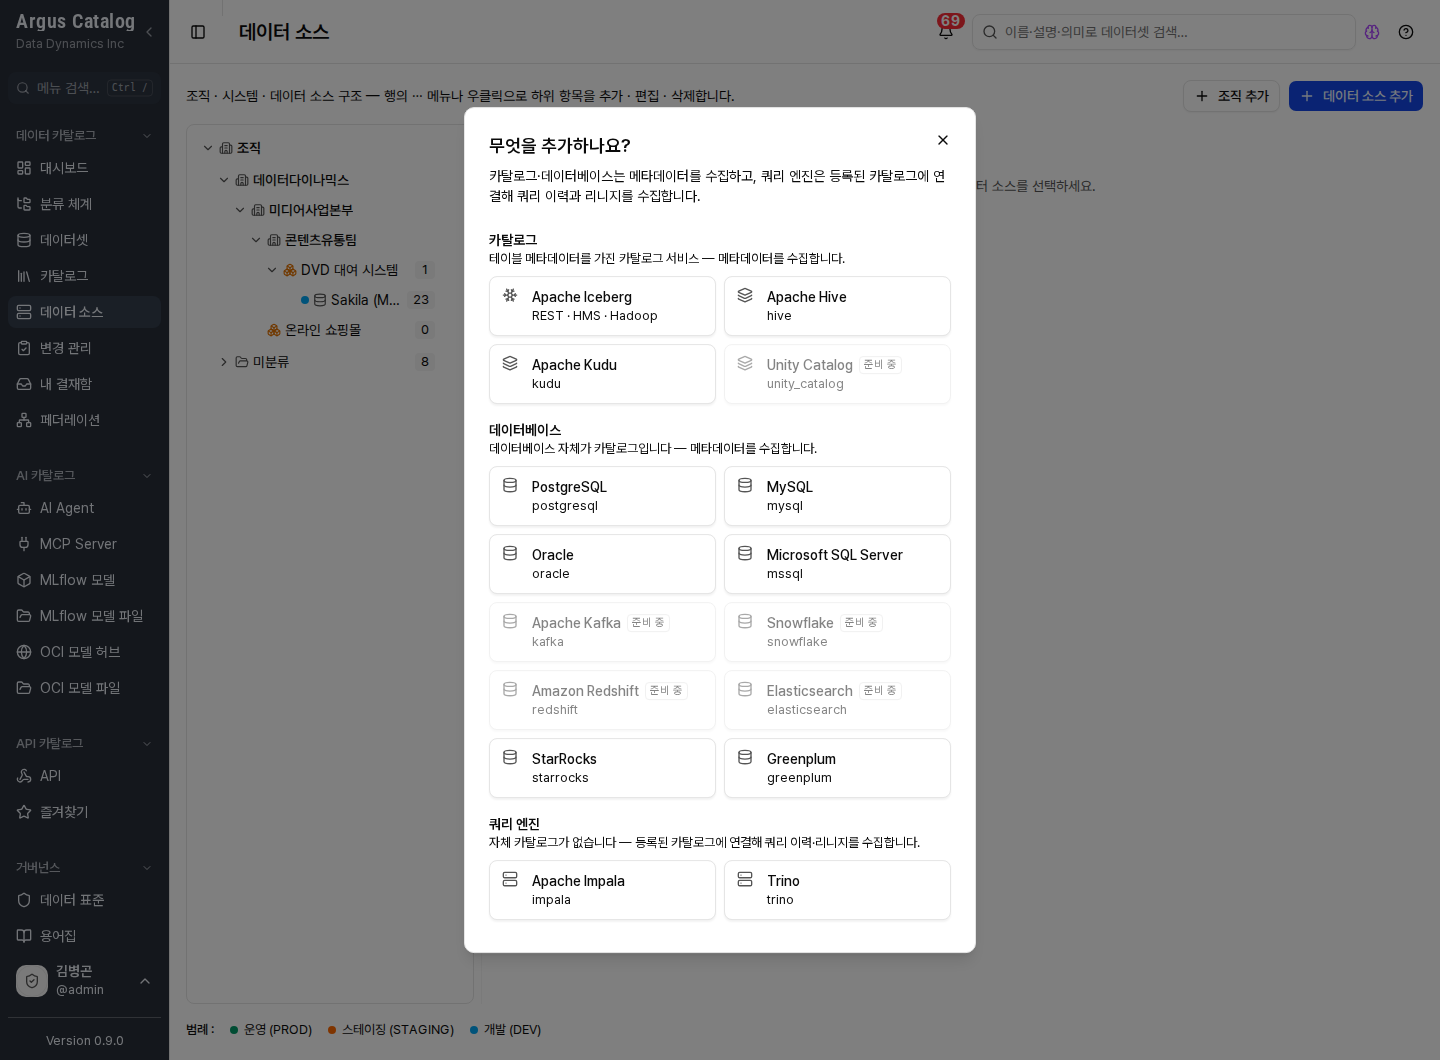 Argus Catalog
Data Dynamics Inc
메뉴 검색... Ctrl /
데이터 카탈로그
대시보드
분류 체계
데이터셋
카탈로그
데이터 소스
변경 관리
내 결재함
페더레이션
AI 카탈로그
AI Agent
MCP Server
MLflow 모델
MLflow 모델 파일
OCI 모델 허브
OCI 모델 파일
API 카탈로그
API
즐겨찾기
거버넌스
데이터 표준
용어집
김병곤
@admin
Version 0.9.0
데이터 소스
69
이름·설명·의미로 데이터셋 검색...
조직 · 시스템 · 데이터 소스 구조 — 행의 ··· 메뉴나 우클릭으로 하위 항목을 추가 · 편집 · 삭제합니다.
조직 추가
데이터 소스 추가
조직
데이터다이나믹스
미디어사업본부
콘텐츠유통팀
DVD 대여 시스템 1
Sakila (M... 23
온라인 쇼핑몰 0
미분류 8
터 소스를 선택하세요.
무엇을 추가하나요?
카탈로그·데이터베이스는 메타데이터를 수집하고, 쿼리 엔진은 등록된 카탈로그에 연
결해 쿼리 이력과 리니지를 수집합니다.
카탈로그
테이블 메타데이터를 가진 카탈로그 서비스 — 메타데이터를 수집합니다.
Apache Iceberg
REST · HMS · Hadoop
Apache Hive
hive
Apache Kudu
kudu
Unity Catalog 준비 중
unity_catalog
데이터베이스
데이터베이스 자체가 카탈로그입니다 — 메타데이터를 수집합니다.
PostgreSQL
postgresql
MySQL
mysql
Oracle
oracle
Microsoft SQL Server
mssql
Apache Kafka 준비 중
kafka
Snowflake 준비 중
snowflake
Amazon Redshift 준비 중
redshift
Elasticsearch 준비 중
elasticsearch
StarRocks
starrocks
Greenplum
greenplum
쿼리 엔진
자체 카탈로그가 없습니다 — 등록된 카탈로그에 연결해 쿼리 이력·리니지를 수집합니다.
Apache Impala
impala
Trino
trino
범례 : 운영 (PROD) 스테이징 (STAGING) 개발 (DEV)